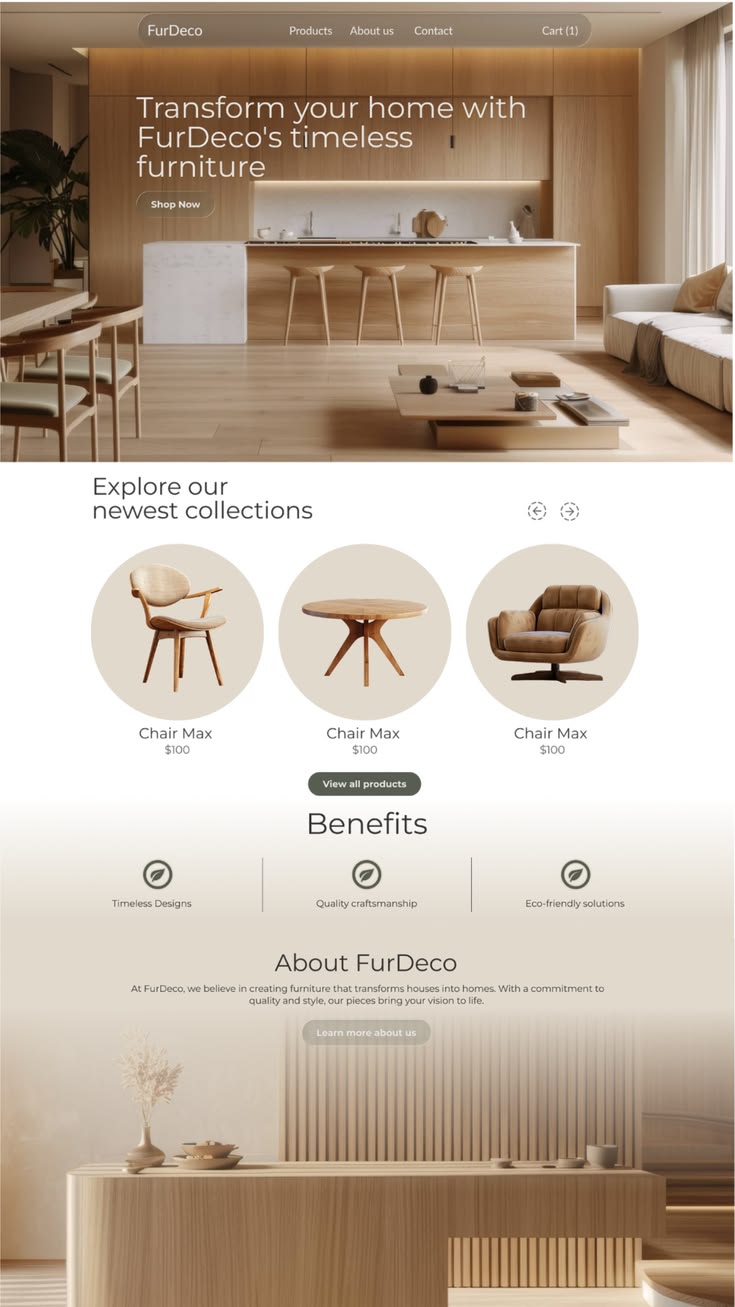 FurDeco
Products
About us
Contact
Cart (1)
Transform your home with
FurDeco's timeless
furniture
Shop Now
Explore our
newest collections
Chair Max
$100
Chair Max
$100
Chair Max
$100
View all products
Benefits
Timeless Designs
Quality craftsmanship
Eco-friendly solutions
About FurDeco
At FurDeco, we believe in creating furniture that transforms houses into homes. With a commitment to
quality and style, our pieces bring your vision to life.
Learn more about us